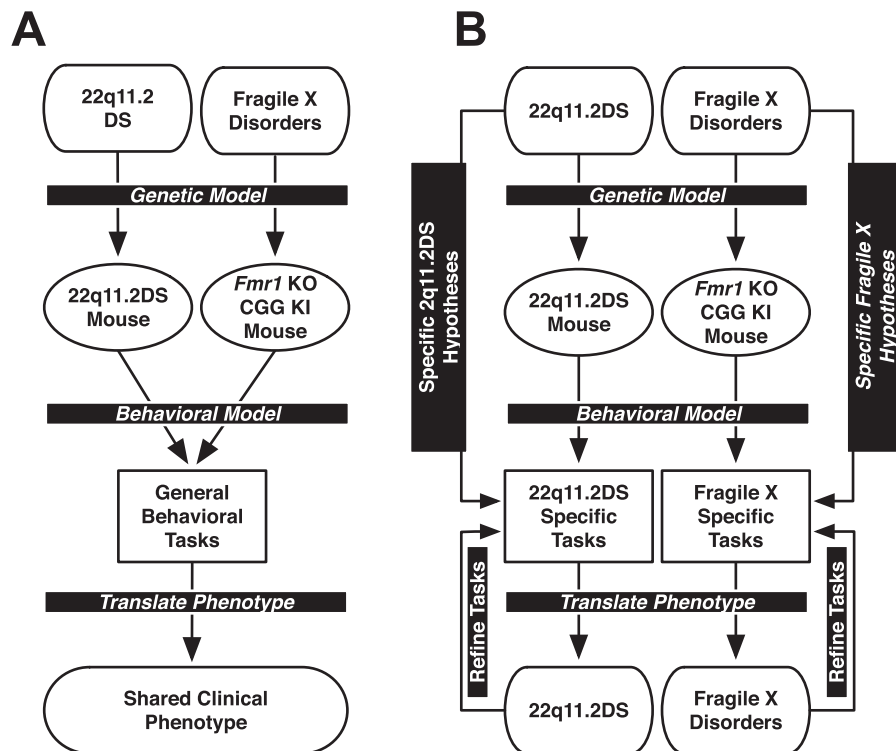 A
22q11.2
DS
Fragile X
Disorders
Genetic Model
22q11.2DS
Mouse
Fmr1 KO
CGG KI
Mouse
Behavioral Model
General
Behavioral
Tasks
Translate Phenotype
Shared Clinical
Phenotype
B
22q11.2DS
Fragile X
Disorders
Genetic Model
Specific 2q11.2DS
Hypotheses
Specific Fragile X
Hypotheses
22q11.2DS
Mouse
Fmr1 KO
CGG KI
Mouse
Behavioral Model
22q11.2DS
Specific
Tasks
Fragile X
Specific
Tasks
Refine Tasks
Translate Phenotype
Refine Tasks
22q11.2DS
Fragile X
Disorders